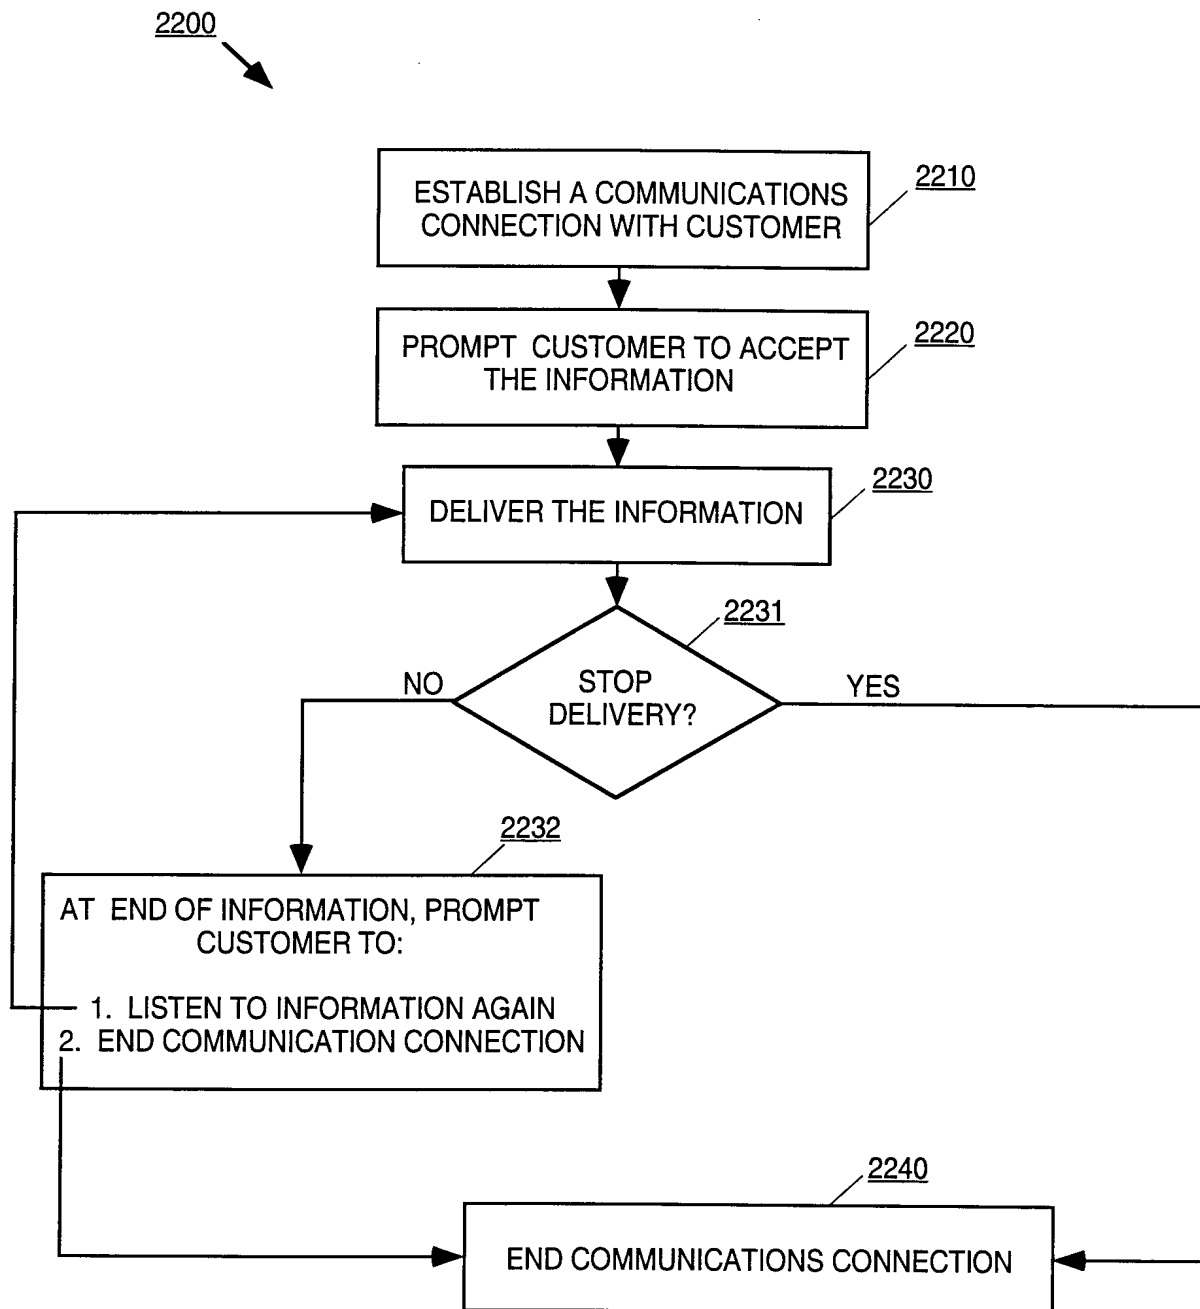 2200
ESTABLISH A COMMUNICATIONS
CONNECTION WITH CUSTOMER
2210
PROMPT CUSTOMER TO ACCEPT
THE INFORMATION
2220
DELIVER THE INFORMATION
2230
STOP
DELIVERY?
2231
NO
YES
2232
AT END OF INFORMATION, PROMPT
CUSTOMER TO:
1. LISTEN TO INFORMATION AGAIN
2. END COMMUNICATION CONNECTION
2240
END COMMUNICATIONS CONNECTION